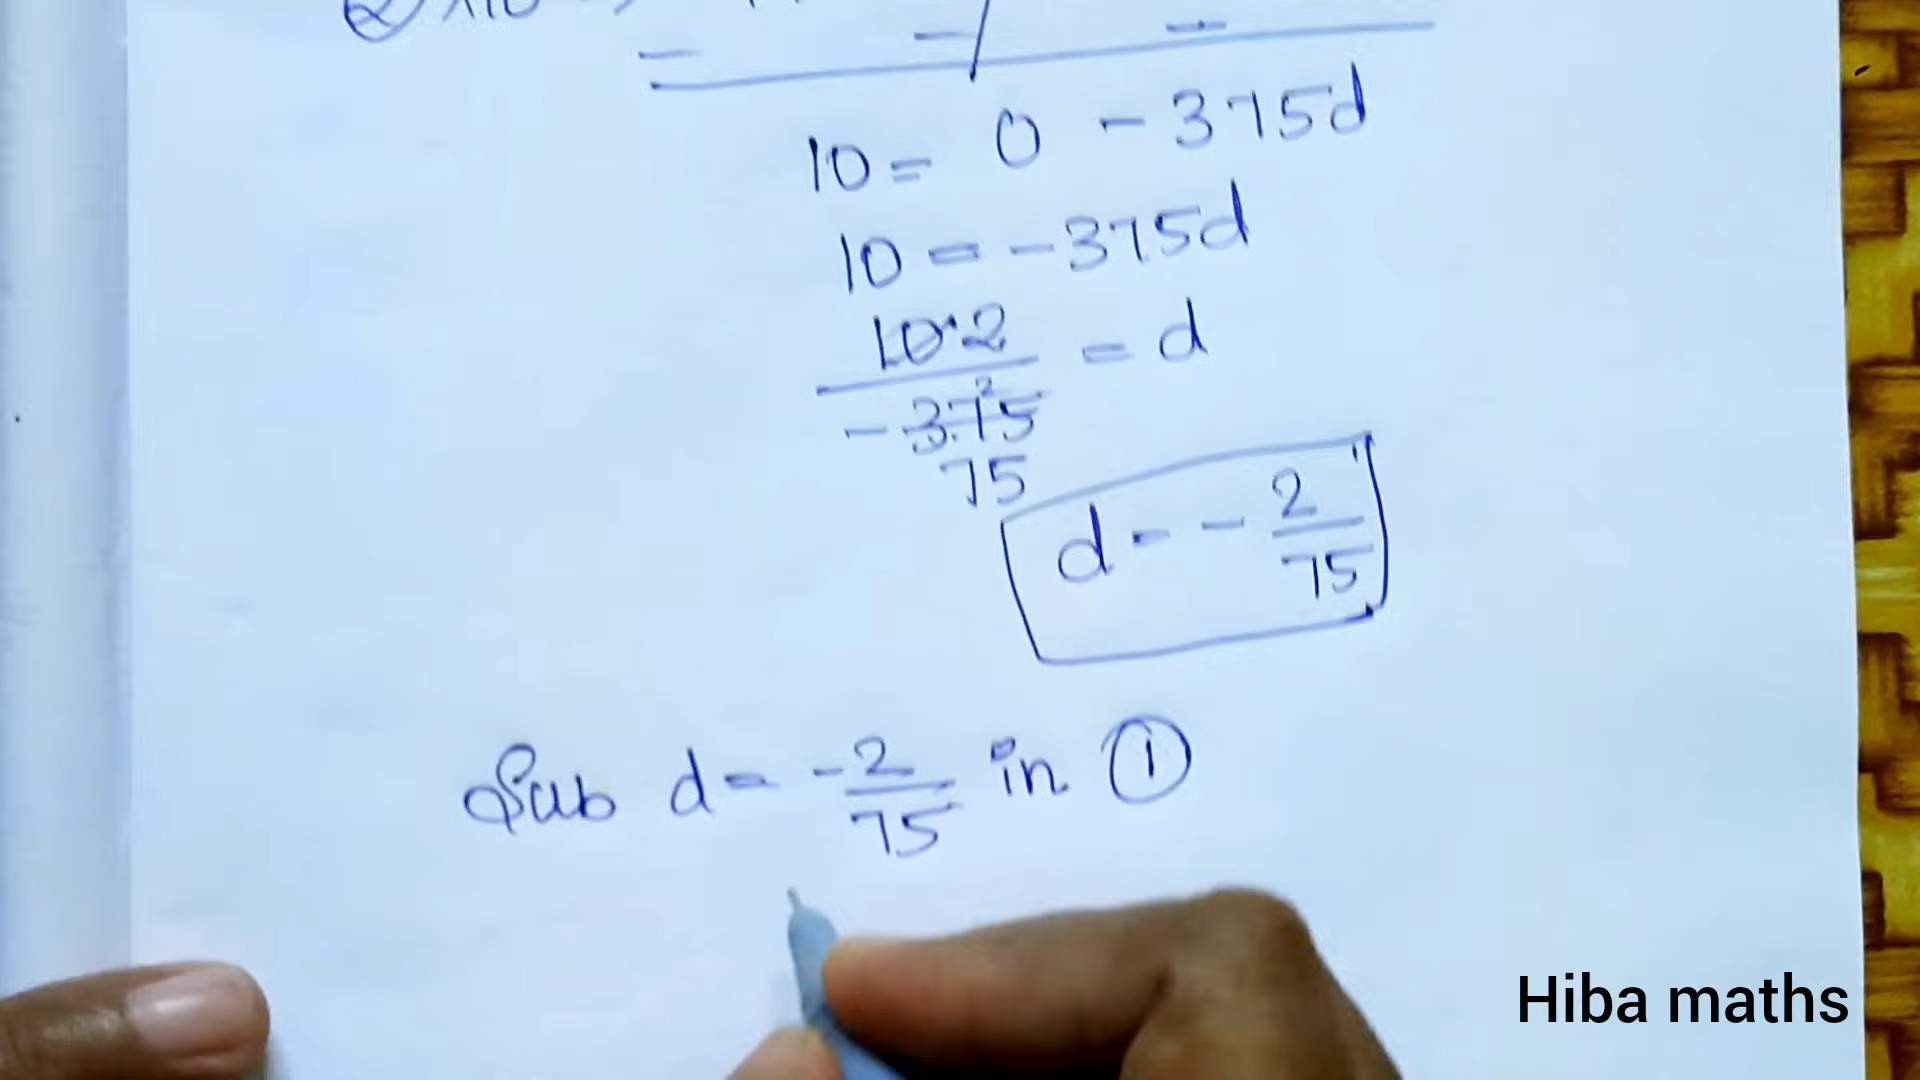 10 = 0 - 375d
10 = -375d
10 2
- 375 = d
75
d = - 2/75
Sub d = -2/75 in ①
Hiba maths